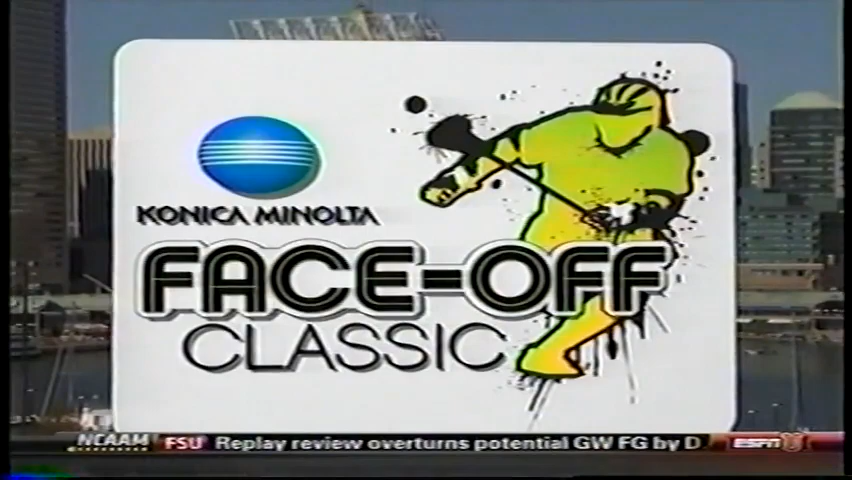 KONICA MINOLTA
FACE-OFF
CLASSIC
NCAAM FSU Replay review overturns potential GW FG by D ESPN